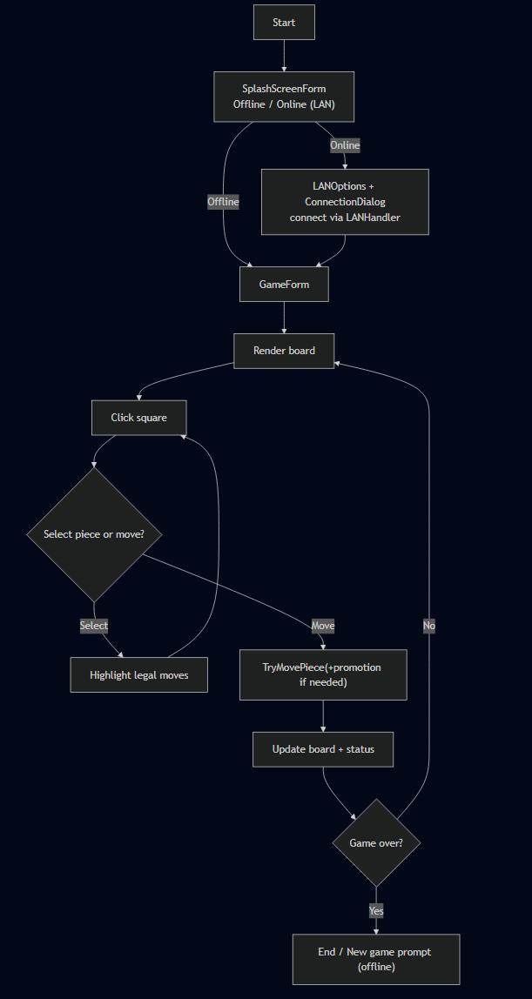 Start
SplashScreenForm
Offline / Online (LAN)
Online
LANOptions +
ConnectionDialog
connect via LANHandler
Offline
GameForm
Render board
Click square
Select piece or move?
Select
Move
No
Highlight legal moves
TryMovePiece(+promotion
if needed)
Update board + status
Game over?
Yes
End / New game prompt
(offline)